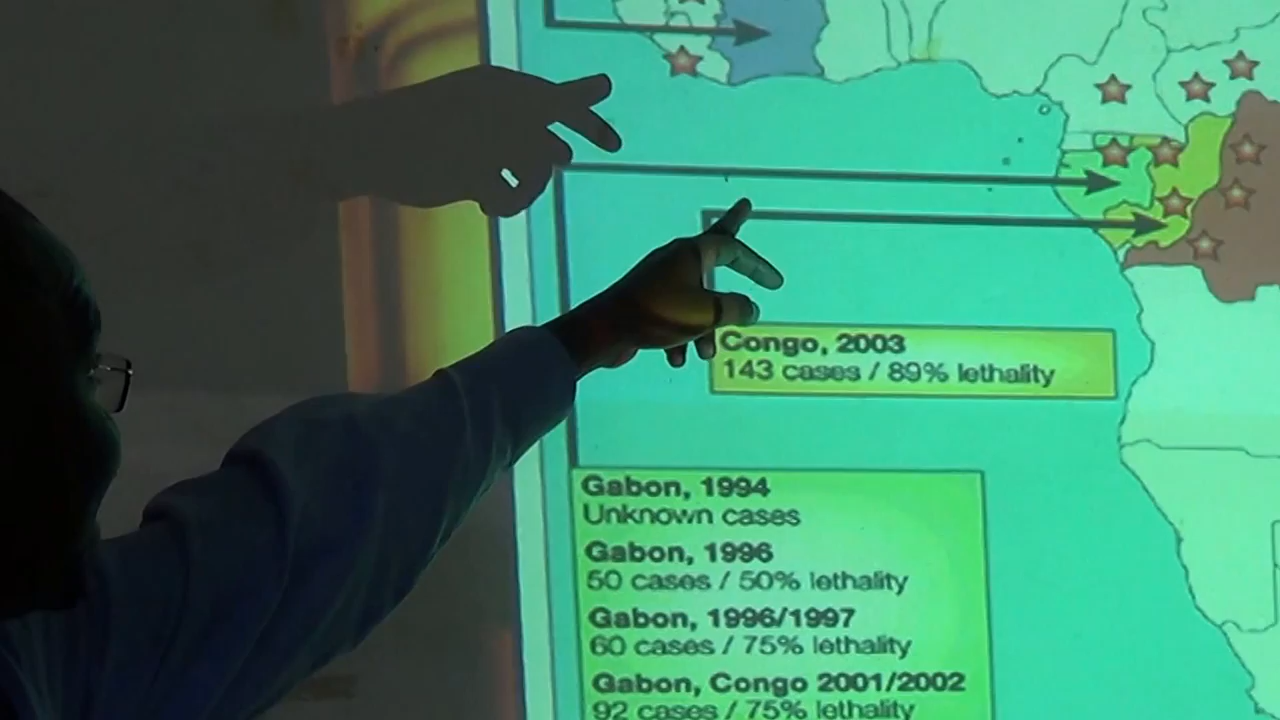 Congo, 2003
143 cases / 89% lethality
Gabon, 1994
Unknown cases
Gabon, 1996
50 cases / 50% lethality
Gabon, 1996/1997
60 cases / 75% lethality
Gabon, Congo 2001/2002
92 cases / 75% lethality